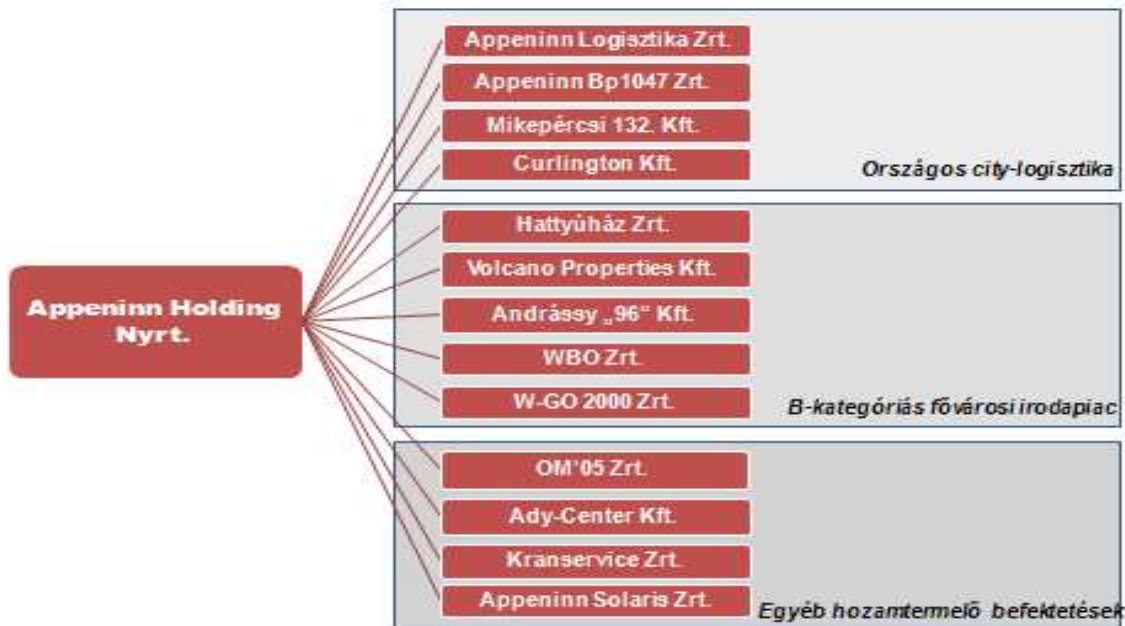 Appeninn Holding
Nyrt.
Appeninn Logisztika Zrt.
Appeninn Bp1047 Zrt.
Mikepércsi 132. Kft.
Curlington Kft.
Országos city-logisztika
Hattyúház Zrt.
Volcano Properties Kft.
Andrássy „96“ Kft.
WBO Zrt.
W-GO 2000 Zrt.
B-kategóriás fővárosi irodapiac
OM'05 Zrt.
Ady-Center Kft.
Kranservice Zrt.
Appeninn Solaris Zrt.
Egyéb hozamtermelő befektetések